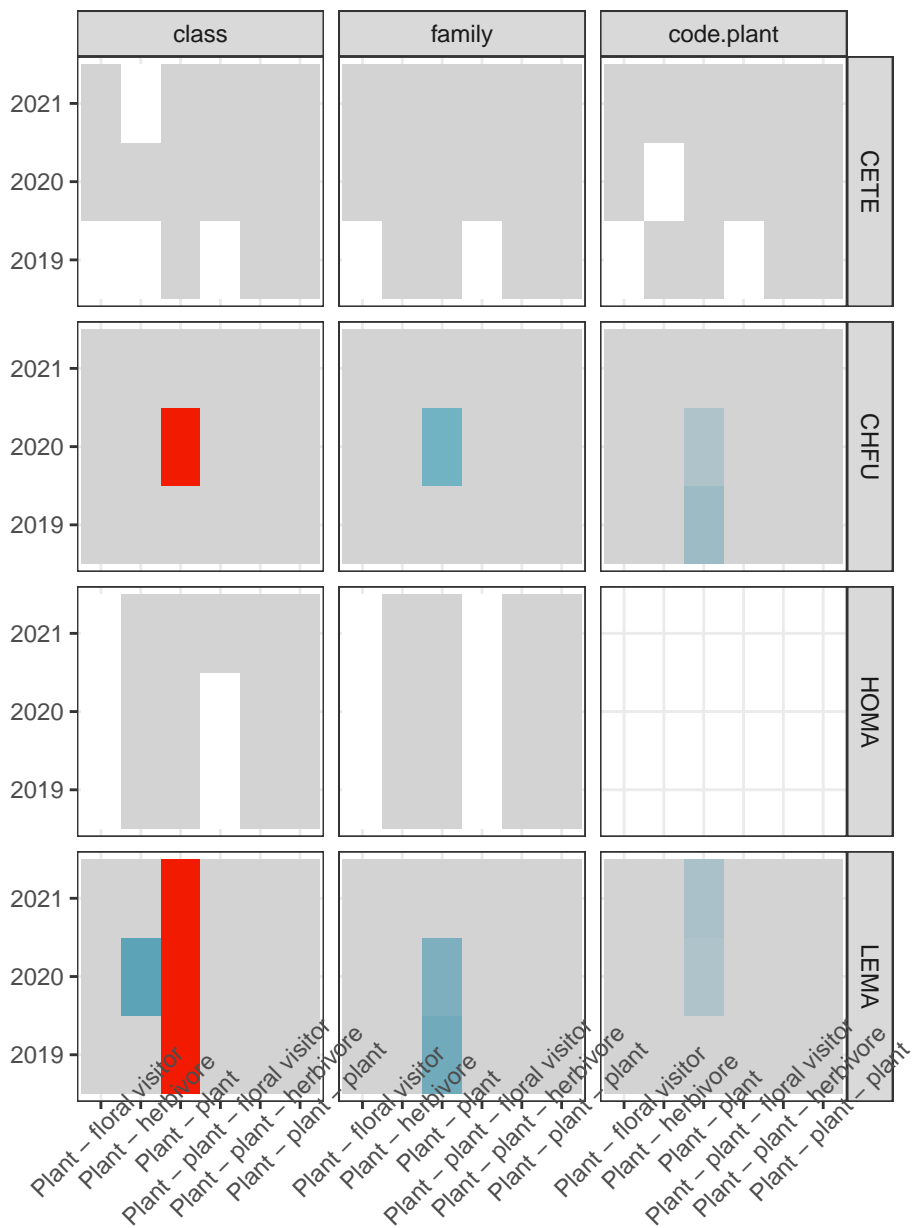 class family code.plant
2021
2020
2019
CETE
2021
2020
2019
CHFU
2021
2020
2019
HOMA
2021
2020
2019
LEMA
Plant – floral visitor
Plant – herbivore
Plant – plant
Plant – plant – floral visitor
Plant – plant – herbivore
Plant – plant – plant
Plant – floral visitor
Plant – herbivore
Plant – plant
Plant – plant – floral visitor
Plant – plant – herbivore
Plant – plant – plant
Plant – floral visitor
Plant – herbivore
Plant – plant
Plant – plant – floral visitor
Plant – plant – herbivore
Plant – plant – plant